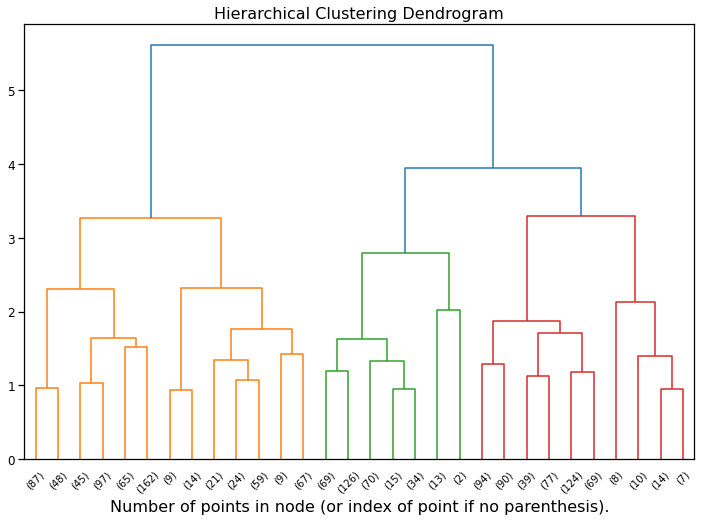 Hierarchical Clustering Dendrogram
5
4
3
2
1
0
(87) (48) (45) (97) (65) (162) (9) (14) (21) (24) (59) (9) (67) (69) (126) (70) (15) (34) (13) (2) (94) (90) (39) (77) (124) (69) (8) (10) (14) (7)
Number of points in node (or index of point if no parenthesis).